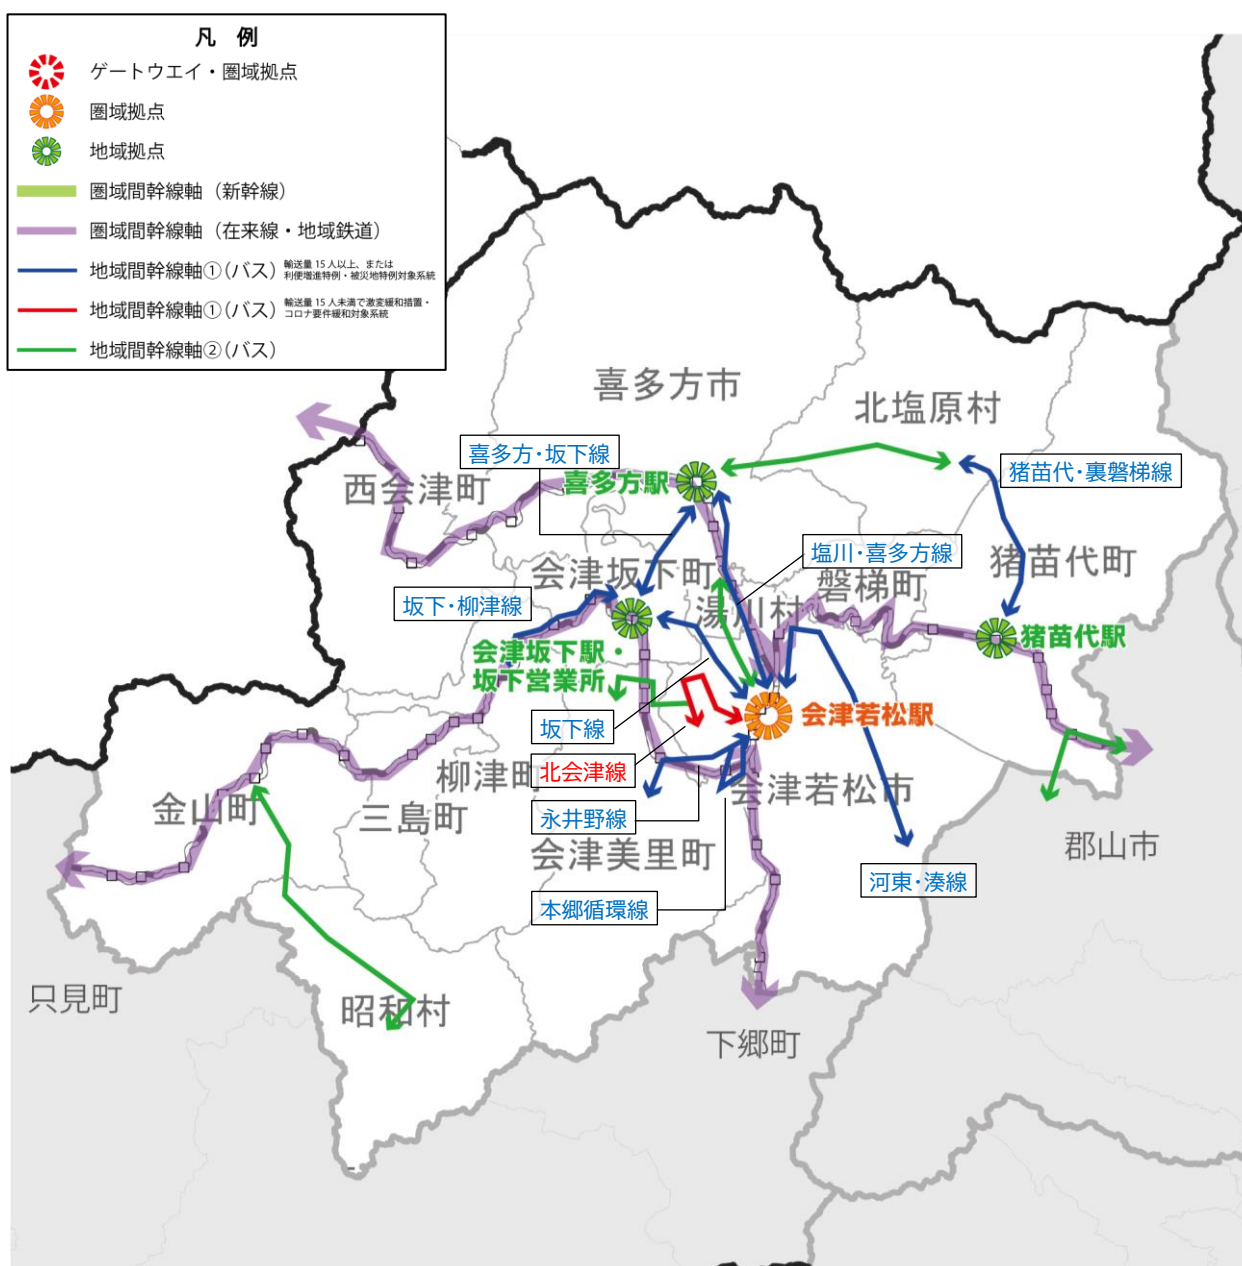 凡 例
ゲートウエイ・圏域拠点
圏域拠点
地域拠点
圏域間幹線軸（新幹線）
圏域間幹線軸（在来線・地域鉄道）
地域間幹線軸①(バス) 輸送量 15 人以上、または
利便増進特例・被災地特例対象系統
地域間幹線軸①(バス) 輸送量 15 人未満で激変緩和措置・
コロナ要件緩和対象系統
地域間幹線軸②(バス)
喜多方市
北塩原村
喜多方・坂下線
猪苗代・裏磐梯線
西会津町
喜多方駅
塩川・喜多方線
猪苗代町
会津坂下町
磐梯町
坂下・柳津線
湯川村
猪苗代駅
会津坂下駅・
坂下営業所
会津若松駅
坂下線
北会津線
柳津町
会津若松市
金山町
三島町
永井野線
郡山市
会津美里町
河東・湊線
本郷循環線
只見町
昭和村
下郷町